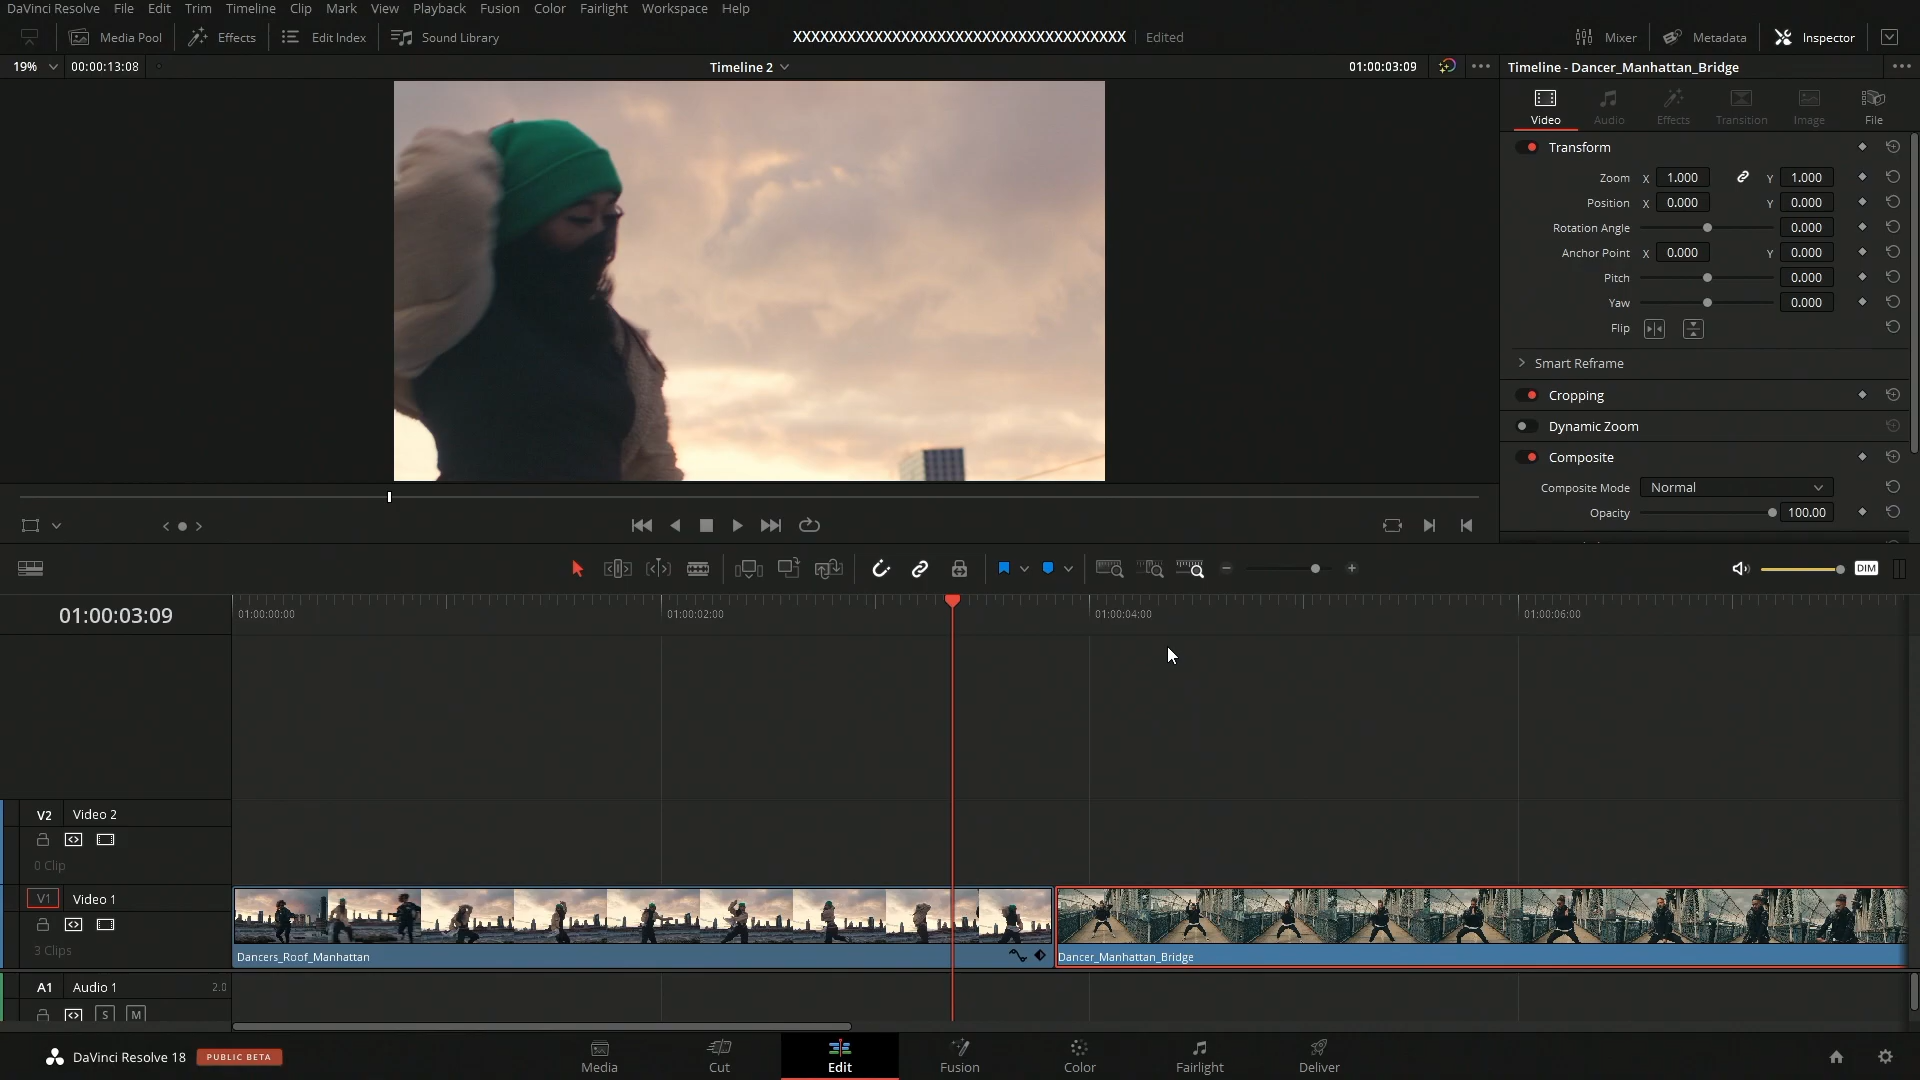 DaVinci Resolve File Edit Trim Timeline Clip Mark View Playback Fusion Color Fairlight Workspace Help
Media Pool Effects Edit Index Sound Library XXXXXXXXXXXXXXXXXXXXXXXXXXXXXXXXXXXXX Edited Mixer Metadata Inspector
19% 00:00:13:08 Timeline 2 01:00:03:09 Timeline - Dancer_Manhattan_Bridge
Video Audio Effects Transition Image File
Transform
Zoom X 1.000 Y 1.000
Position X 0.000 Y 0.000
Rotation Angle 0.000
Anchor Point X 0.000 Y 0.000
Pitch 0.000
Yaw 0.000
Flip
Smart Reframe
Cropping
Dynamic Zoom
Composite
Composite Mode Normal
Opacity 100.00
DIM
01:00:03:09 01:00:00:00 01:00:02:00 01:00:04:00 01:00:06:00
V2 Video 2
0 Clip
V1 Video 1
3 Clips
Dancers_Roof_Manhattan Dancer_Manhattan_Bridge
A1 Audio 1 2.0
S M
DaVinci Resolve 18 PUBLIC BETA Media Cut Edit Fusion Color Fairlight Deliver